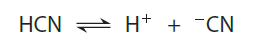 HCN ⇌ H⁺ + ⁻CN